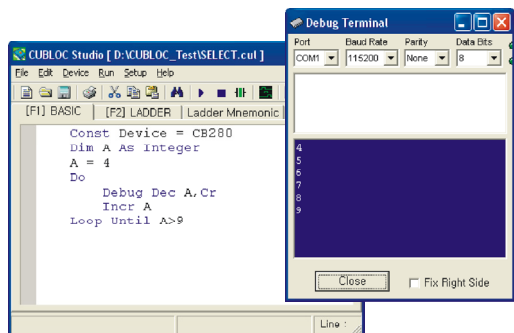 CUBLOC Studio [ D:\CUBLOC_Test\SELECT.cul ]
File Edit Device Run Setup Help
[F1] BASIC [F2] LADDER Ladder Mnemonic
Const Device = CB280
Dim A As Integer
A = 4
Do
Debug Dec A,Cr
Incr A
Loop Until A>9
Line :
Debug Terminal
Port Baud Rate Parity Data Bits
COM1 115200 None 8
4
5
6
7
8
9
Close Fix Right Side